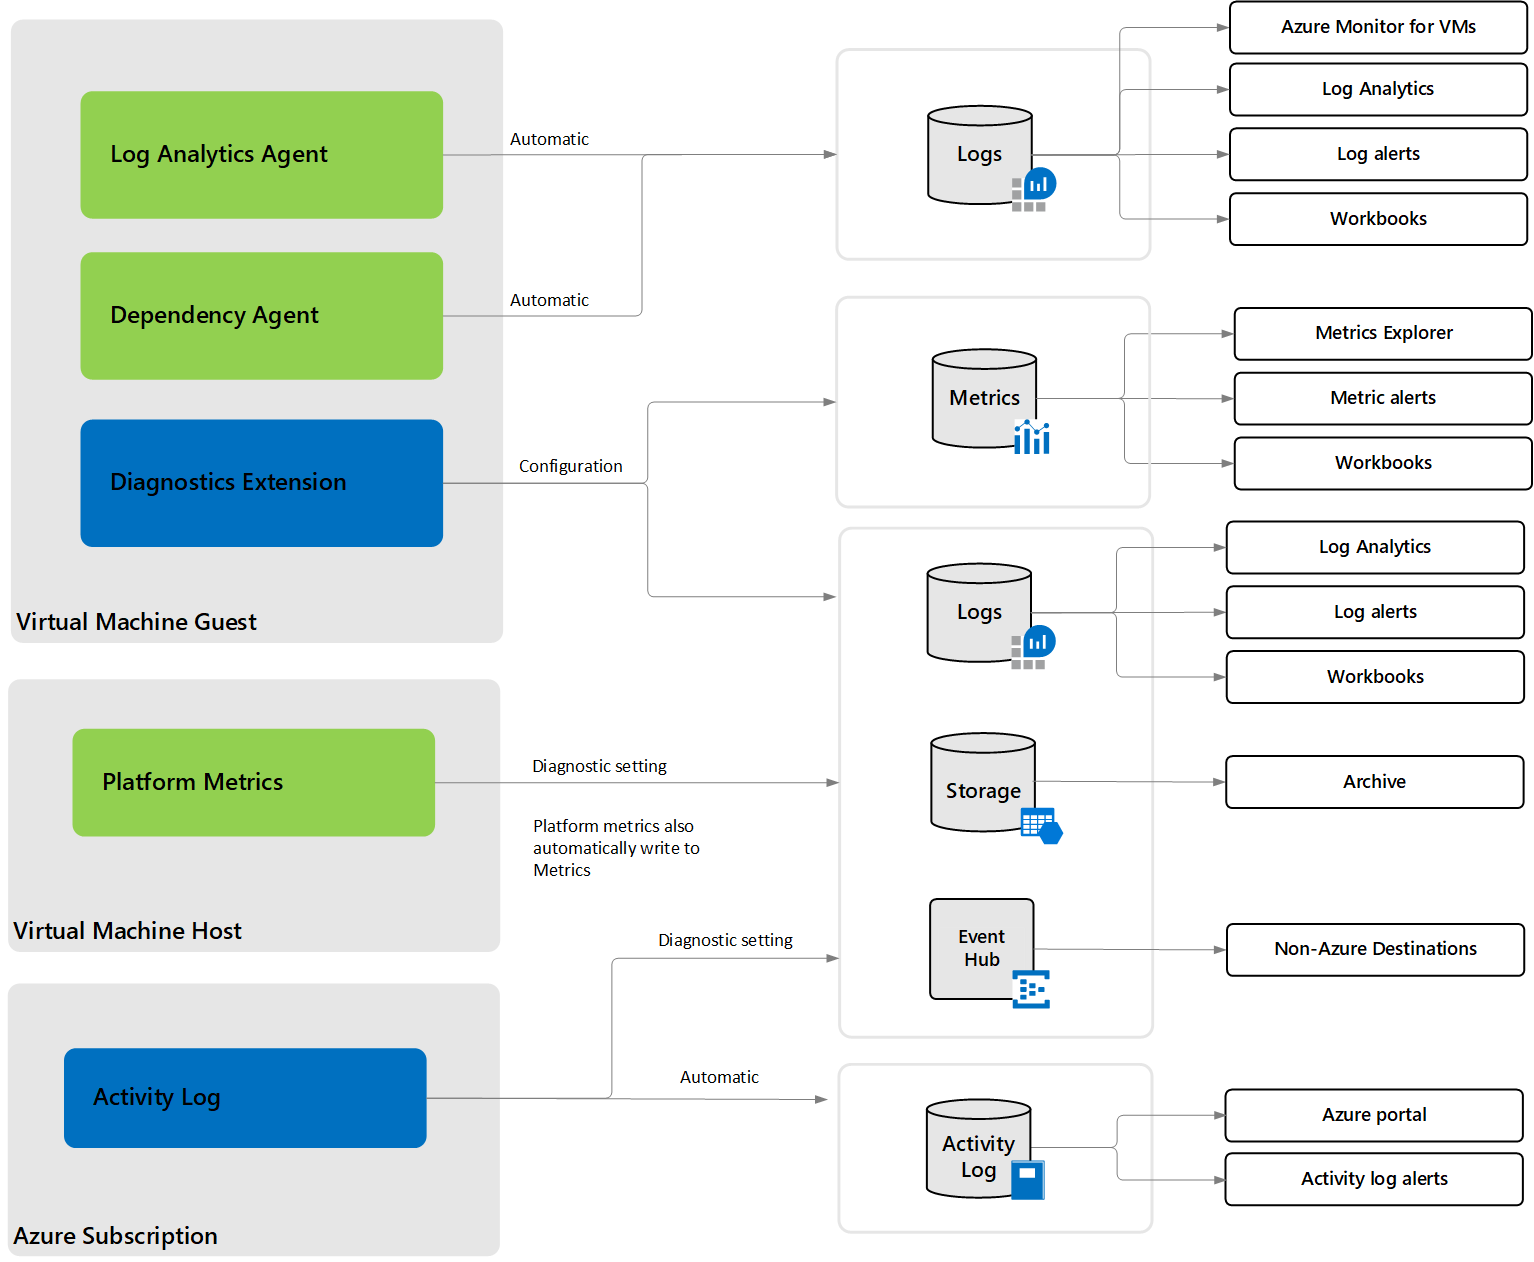 Log Analytics Agent
Dependency Agent
Diagnostics Extension
Virtual Machine Guest
Automatic
Automatic
Configuration
Logs
Azure Monitor for VMs
Log Analytics
Log alerts
Workbooks
Metrics
Metrics Explorer
Metric alerts
Workbooks
Logs
Log Analytics
Log alerts
Workbooks
Platform Metrics
Virtual Machine Host
Diagnostic setting
Platform metrics also
automatically write to
Metrics
Storage
Archive
Event
Hub
Non-Azure Destinations
Activity Log
Azure Subscription
Diagnostic setting
Automatic
Activity
Log
Azure portal
Activity log alerts